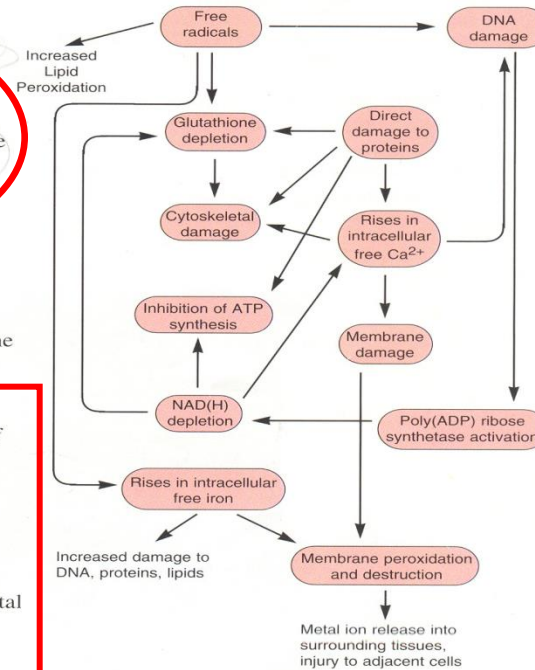 Free
radicals
DNA
damage
Increased
Lipid
Peroxidation
Glutathione
depletion
Direct
damage to
proteins
Cytoskeletal
damage
Rises in
intracellular
free Ca²⁺
Inhibition of ATP
synthesis
Membrane
damage
NAD(H)
depletion
Poly(ADP) ribose
synthetase activation
Rises in intracellular
free iron
Increased damage to
DNA, proteins, lipids
Membrane peroxidation
and destruction
Metal ion release into
surrounding tissues,
injury to adjacent cells